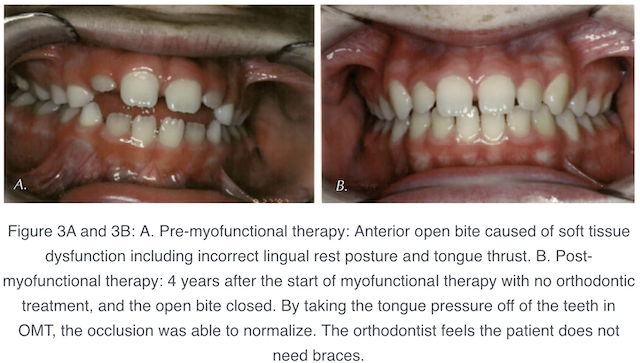 A.
B.
Figure 3A and 3B: A. Pre-myofunctional therapy: Anterior open bite caused of soft tissue
dysfunction including incorrect lingual rest posture and tongue thrust. B. Post-
myofunctional therapy: 4 years after the start of myofunctional therapy with no orthodontic
treatment, and the open bite closed. By taking the tongue pressure off of the teeth in
OMT, the occlusion was able to normalize. The orthodontist feels the patient does not
need braces.